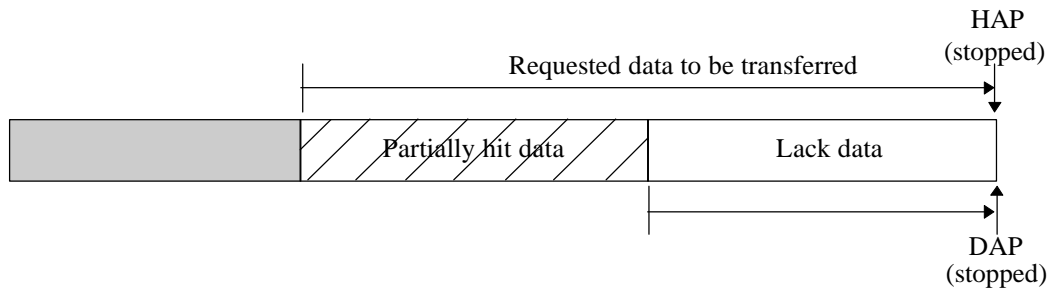 HAP
(stopped)
Requested data to be transferred
Partially hit data
Lack data
DAP
(stopped)